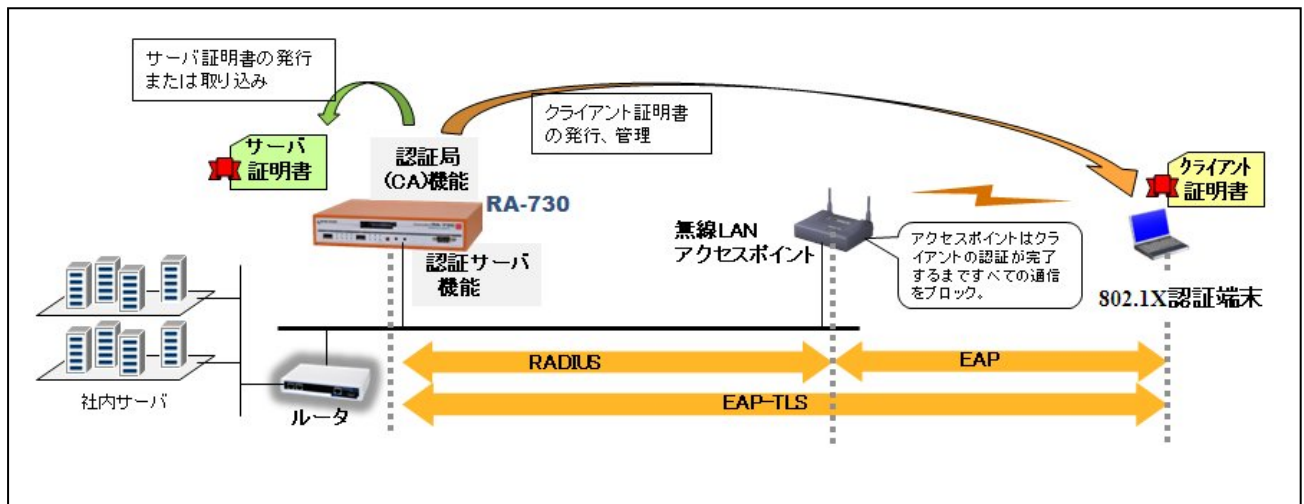 サーバ証明書の発行
または取り込み
クライアント証明書
の発行、管理
サーバ
証明書
認証局
(CA)機能
RA-730
認証サーバ
機能
無線LAN
アクセスポイント
アクセスポイントはクラ
イアントの認証が完了
するまですべての通信
をブロック。
クライアント
証明書
802.1X認証端末
社内サーバ
ルータ
RADIUS
EAP
EAP-TLS